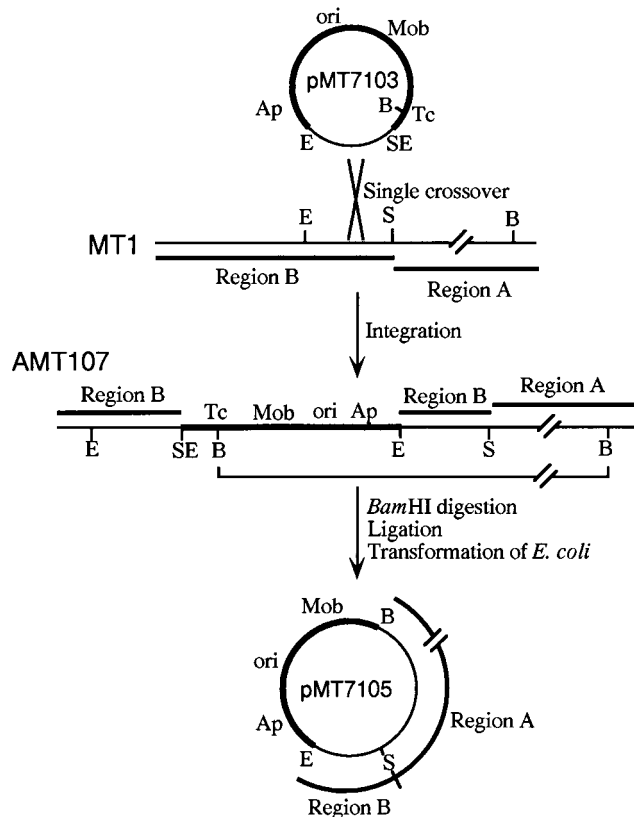 ori
Mob
pMT7103
Ap
B
Tc
E
SE
Single crossover
E
S
B
MT1
Region B
Region A
Integration
AMT107
Region B
Region B
Region A
Tc
Mob
ori
Ap
E
SE
B
E
S
B
BamHI digestion
Ligation
Transformation of E. coli
Mob
B
ori
pMT7105
Ap
Region A
E
S
Region B